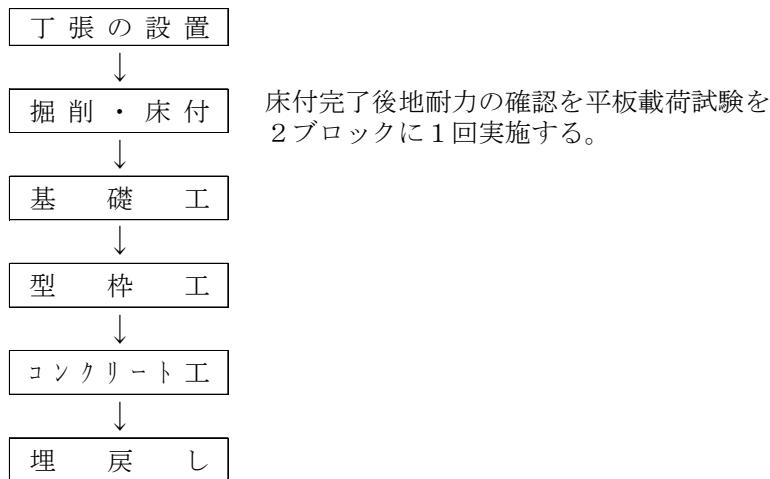 丁張の設置
↓
掘削・床付
床付完了後地耐力の確認を平板載荷試験を
２ブロックに１回実施する。
↓
基礎工
↓
型枠工
↓
コンクリート工
↓
埋戻し